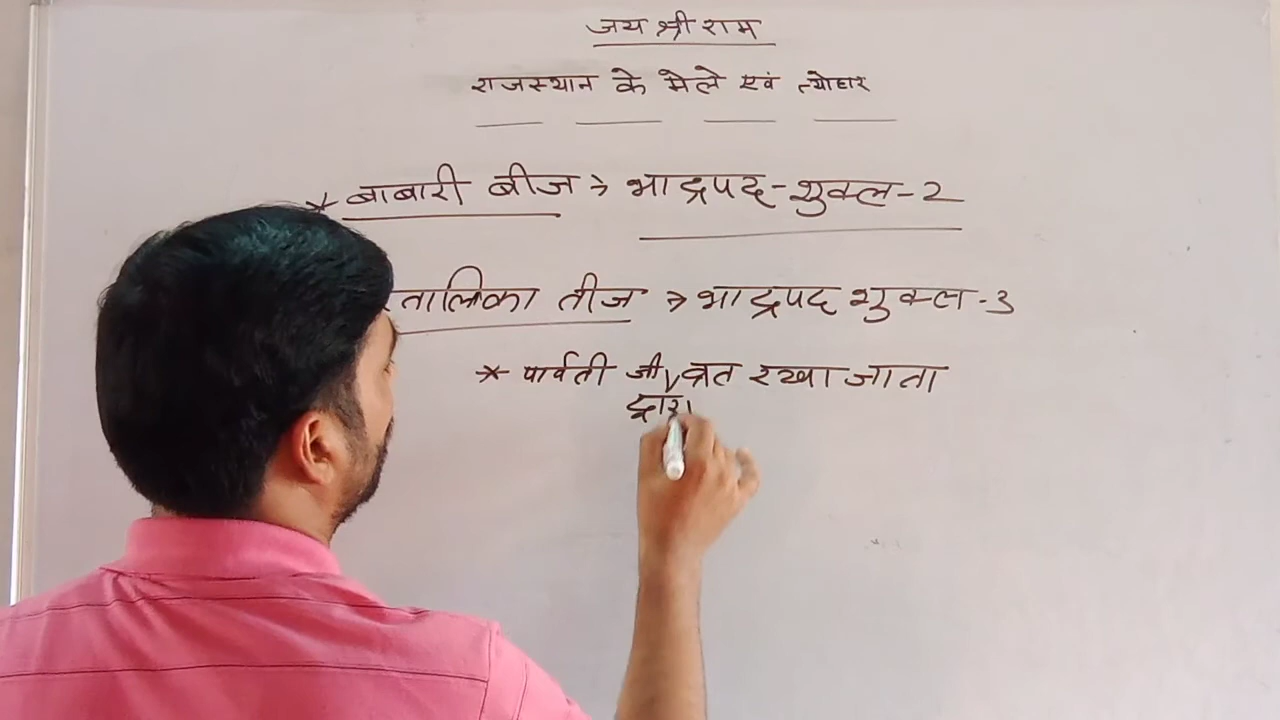 जय श्री राम
राजस्थान के मेले एवं त्योहार
* बाबारी बीज → भाद्रपद-शुक्ल-2
तालिका तीज → भाद्रपद शुक्ल-3
* पार्वती जी व्रत रखा जाता
द्वारा